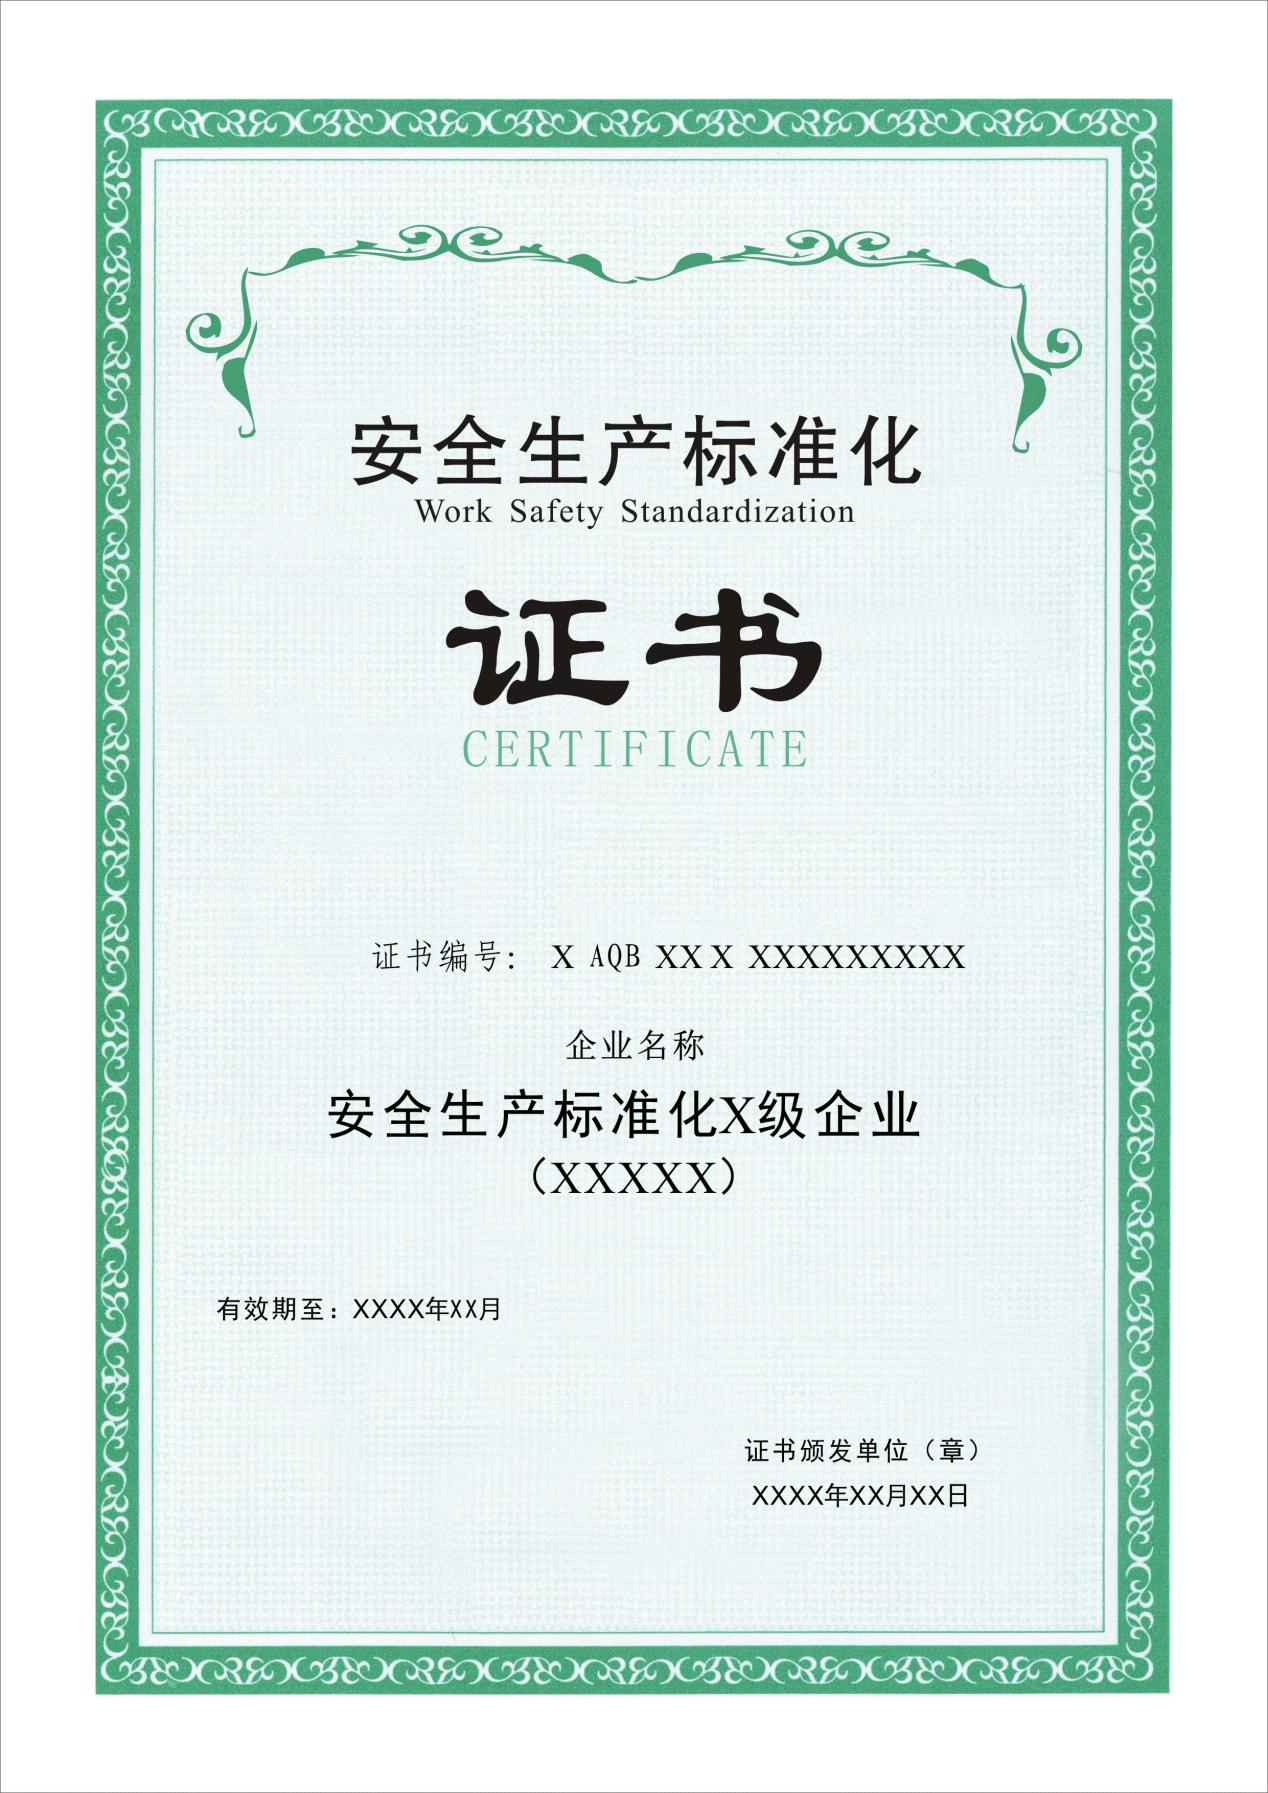 安全生产标准化
Work Safety Standardization
证书
CERTIFICATE
证书编号： X AQB XX X XXXXXXXXX
企业名称
安全生产标准化X级企业
（XXXXX）
有效期至：XXXX年XX月
证书颁发单位（章）
XXXX年XX月XX日